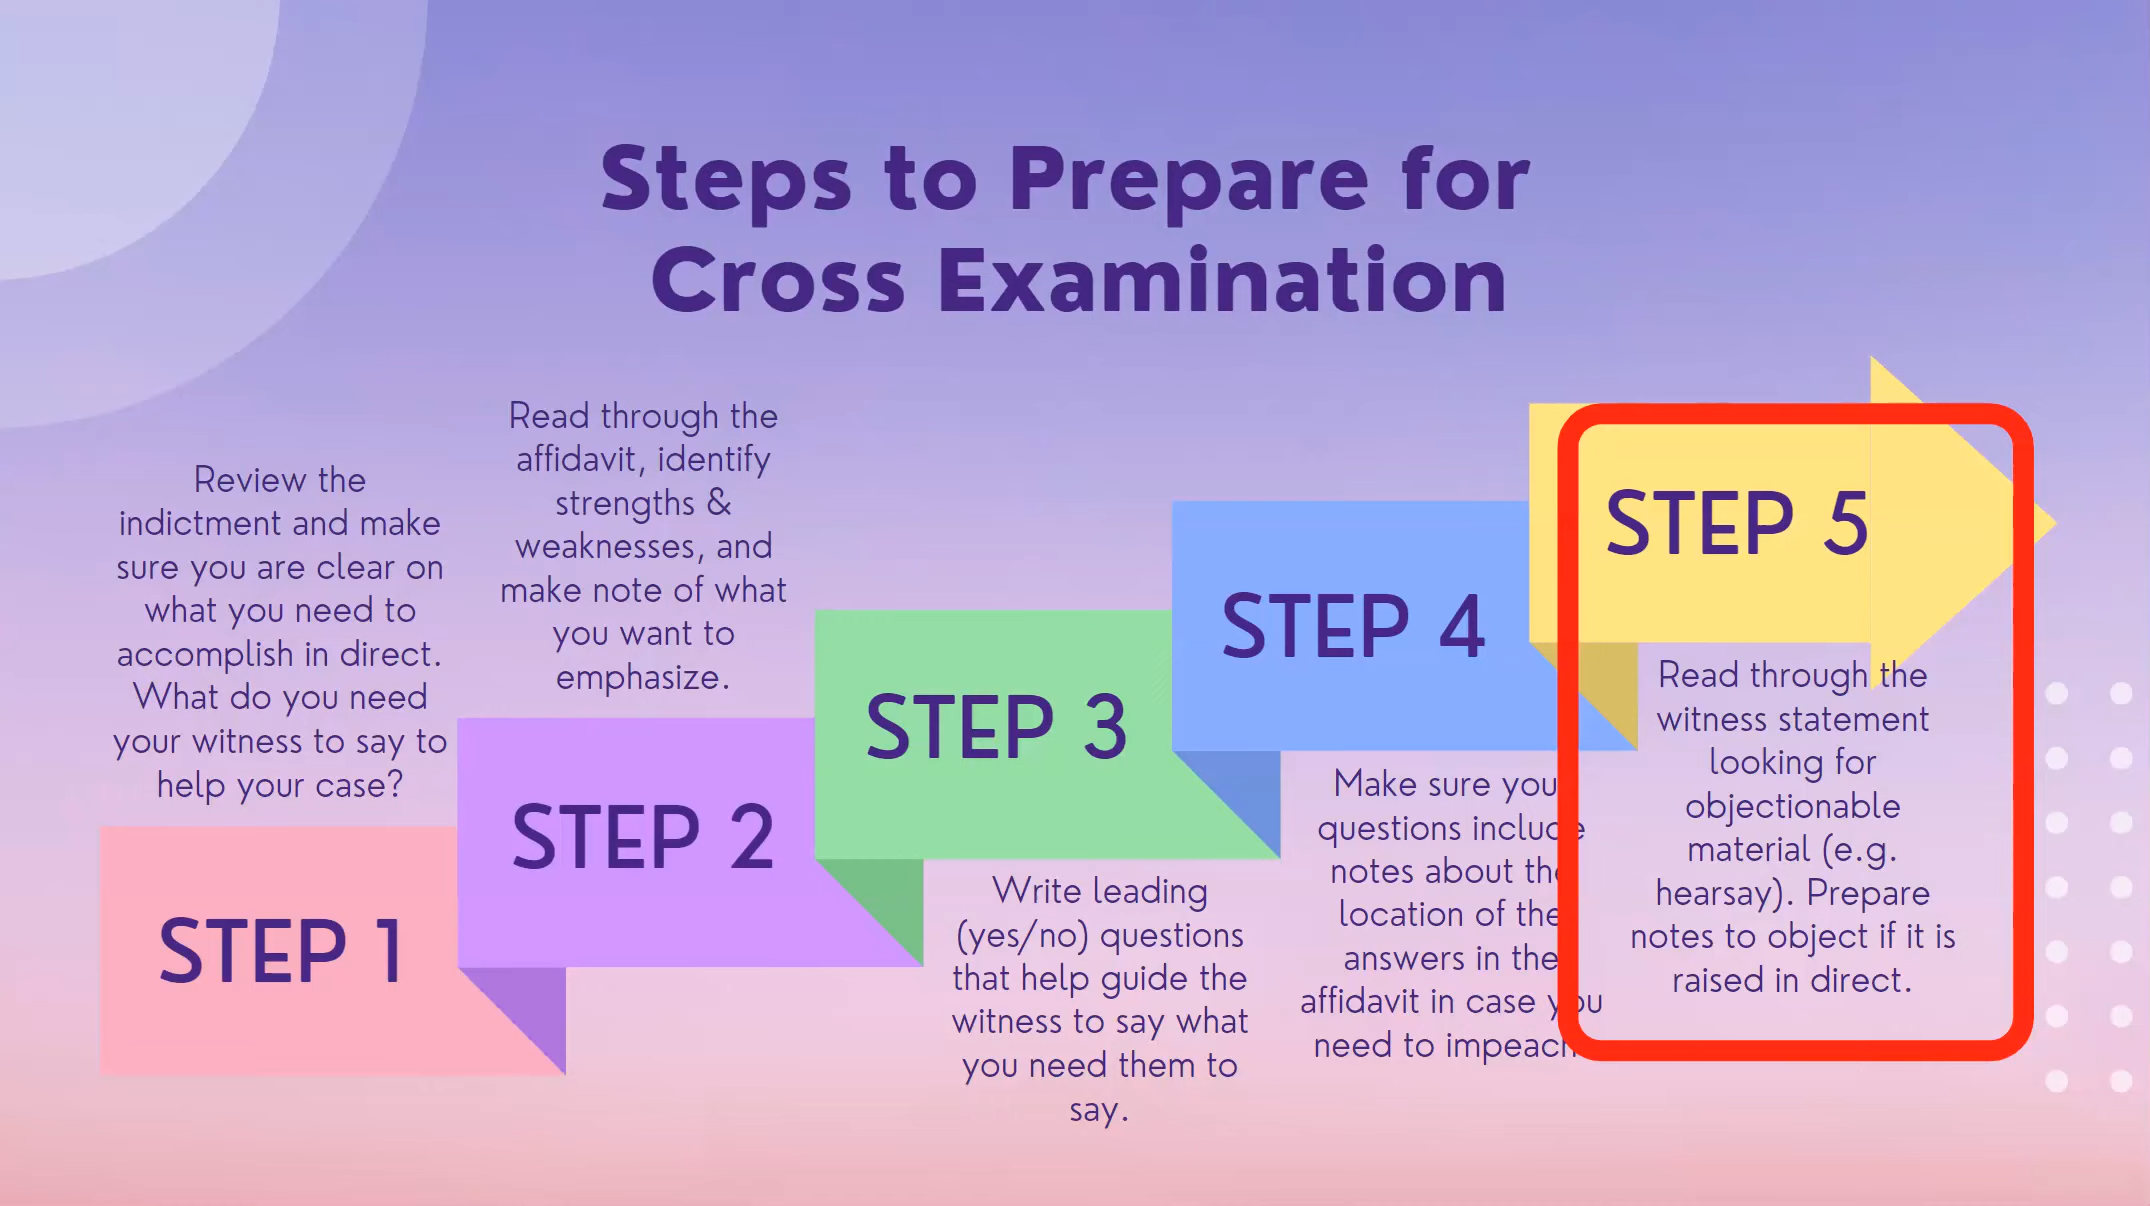 Steps to Prepare for
Cross Examination
Review the
indictment and make
sure you are clear on
what you need to
accomplish in direct.
What do you need
your witness to say to
help your case?
STEP 1
Read through the
affidavit, identify
strengths &
weaknesses, and
make note of what
you want to
emphasize.
STEP 2
STEP 3
Write leading
(yes/no) questions
that help guide the
witness to say what
you need them to
say.
STEP 4
Make sure you
questions include
notes about the
location of the
answers in the
affidavit in case you
need to impeach
STEP 5
Read through the
witness statement
looking for
objectionable
material (e.g.
hearsay). Prepare
notes to object if it is
raised in direct.